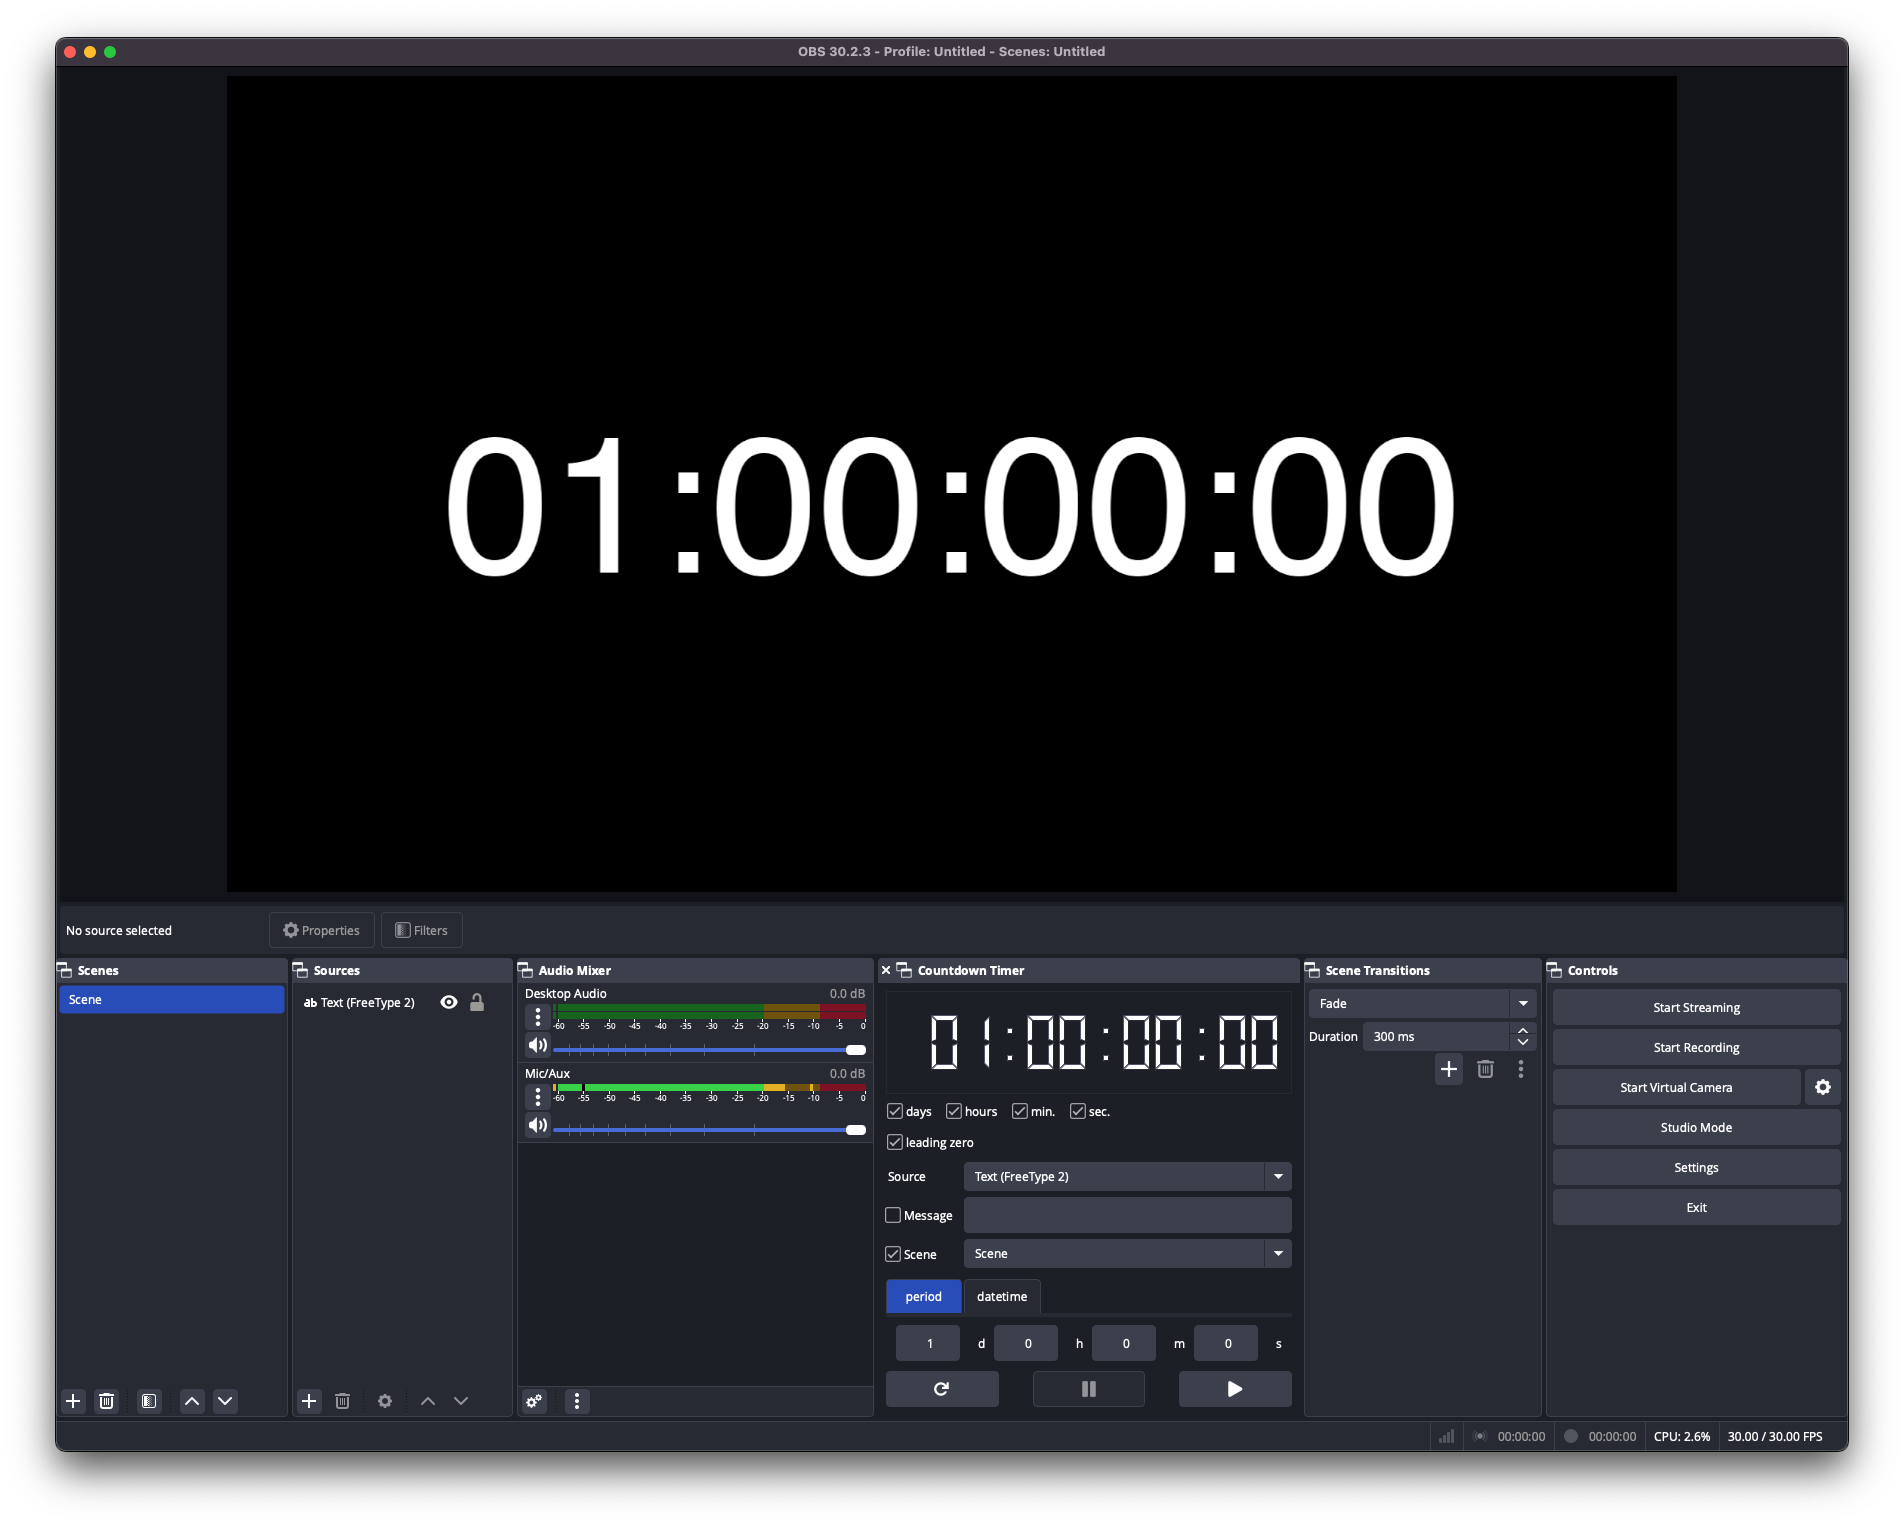 OBS 30.2.3 - Profile: Untitled - Scenes: Untitled
01:00:00:00
No source selected
Properties
Filters
Scenes
Scene
Sources
ab Text (FreeType 2)
Audio Mixer
Desktop Audio 0.0 dB
-60 -55 -50 -45 -40 -35 -30 -25 -20 -15 -10 -5 0
Mic/Aux 0.0 dB
-60 -55 -50 -45 -40 -35 -30 -25 -20 -15 -10 -5 0
Countdown Timer
01:00:00:00
days hours min. sec.
leading zero
Source Text (FreeType 2)
Message
Scene Scene
period datetime
1 d 0 h 0 m 0 s
Scene Transitions
Fade
Duration 300 ms
Controls
Start Streaming
Start Recording
Start Virtual Camera
Studio Mode
Settings
Exit
00:00:00 00:00:00 CPU: 2.6% 30.00 / 30.00 FPS